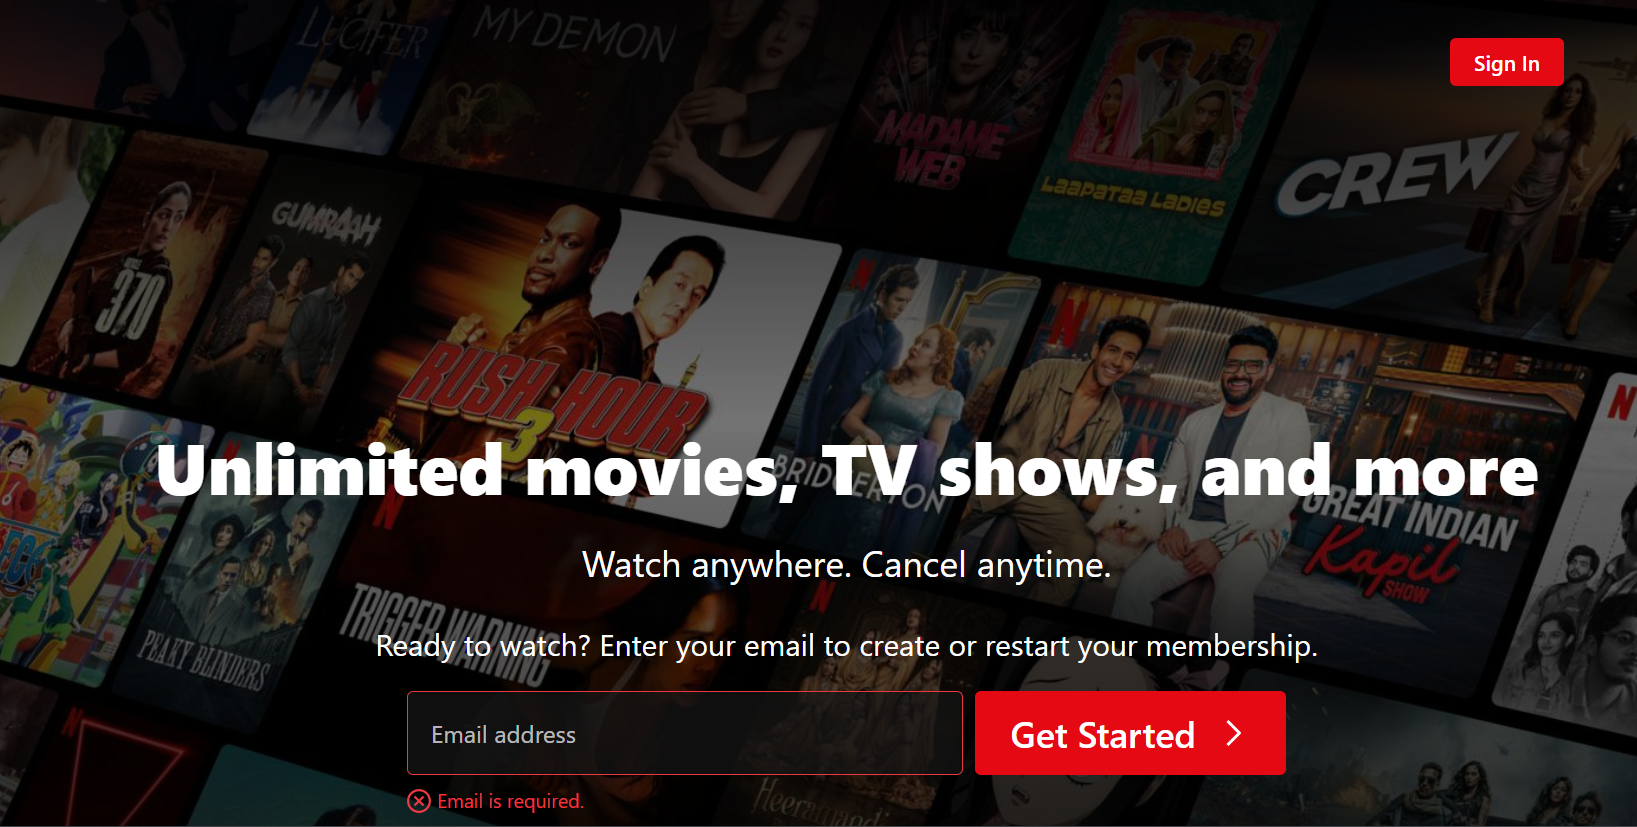 LUCIFER
MY DEMON
Sign In
MADAME
WEB
Laapataa Ladies
CREW
GUMRAAH
370
N
N
RUSH HOUR
3
N
Unlimited movies, TV shows, and more
BRIDGERTON
N
GREAT INDIAN
Kapil
SHOW
Watch anywhere. Cancel anytime.
TRIGGER WARNING
N
PEAKY BLINDERS
Ready to watch? Enter your email to create or restart your membership.
Email address
Get Started
Email is required.
Heeramandi